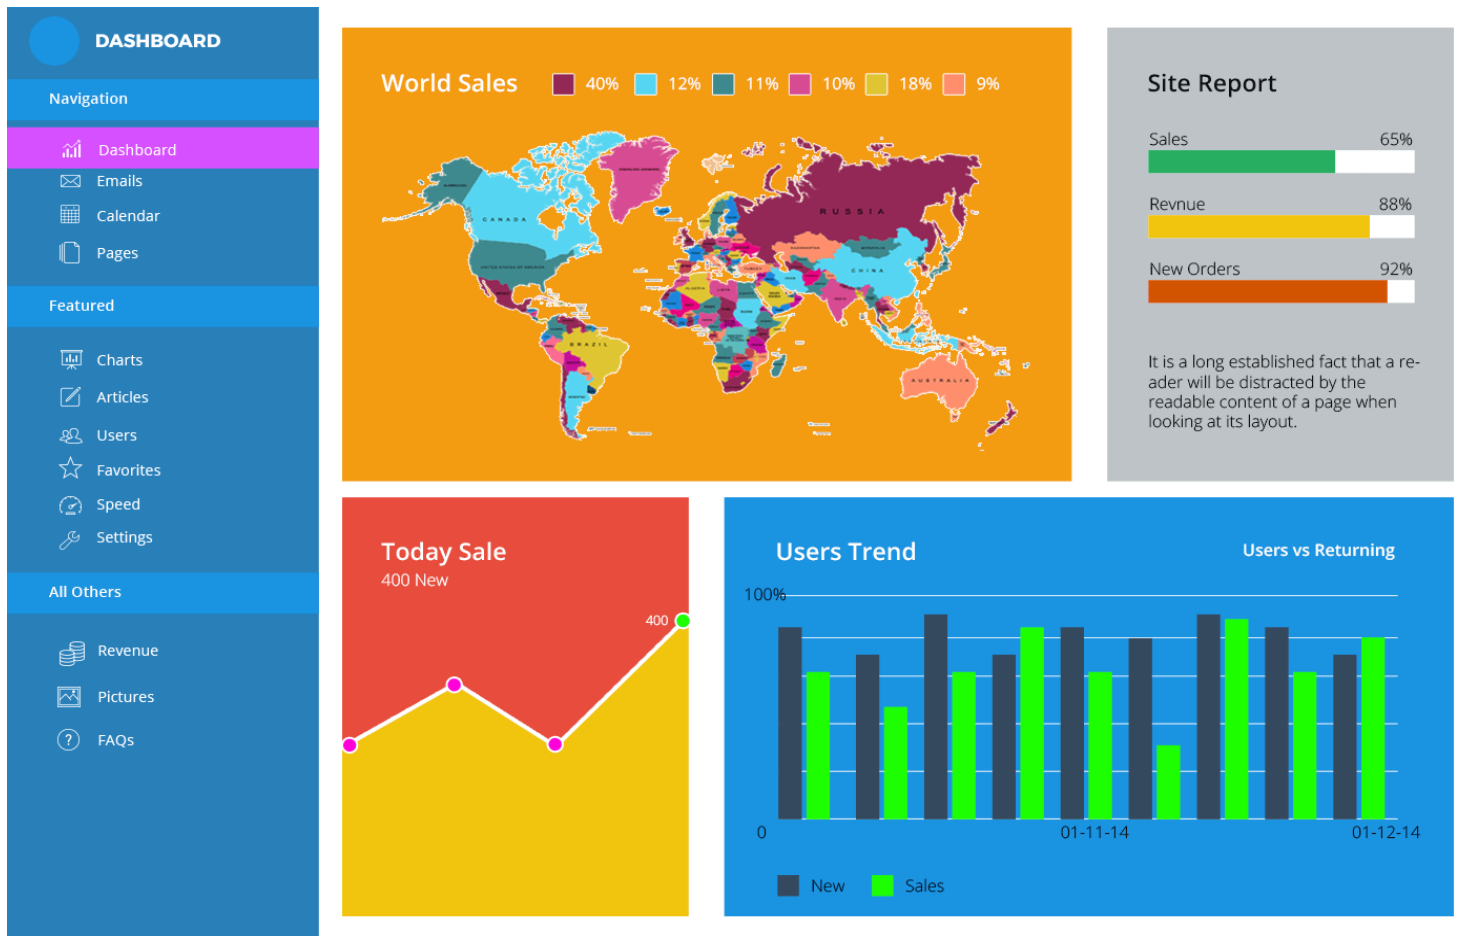 DASHBOARD
Navigation
Dashboard
Emails
Calendar
Pages
Featured
Charts
Articles
Users
Favorites
Speed
Settings
All Others
Revenue
Pictures
FAQs
World Sales
40%
12%
11%
10%
18%
9%
CANADA
UNITED STATES OF AMERICA
BRAZIL
RUSSIA
CHINA
AUSTRALIA
Site Report
Sales 65%
Revnue 88%
New Orders 92%
It is a long established fact that a re-
ader will be distracted by the
readable content of a page when
looking at its layout.
Today Sale
400 New
400
Users Trend
Users vs Returning
100%
0
01-11-14
01-12-14
New
Sales